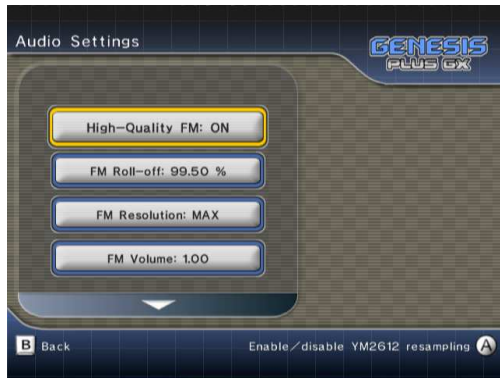 Audio Settings
GENESIS
PLUS GX
High-Quality FM: ON
FM Roll-off: 99.50 %
FM Resolution: MAX
FM Volume: 1.00
B Back
Enable/disable YM2612 resampling A